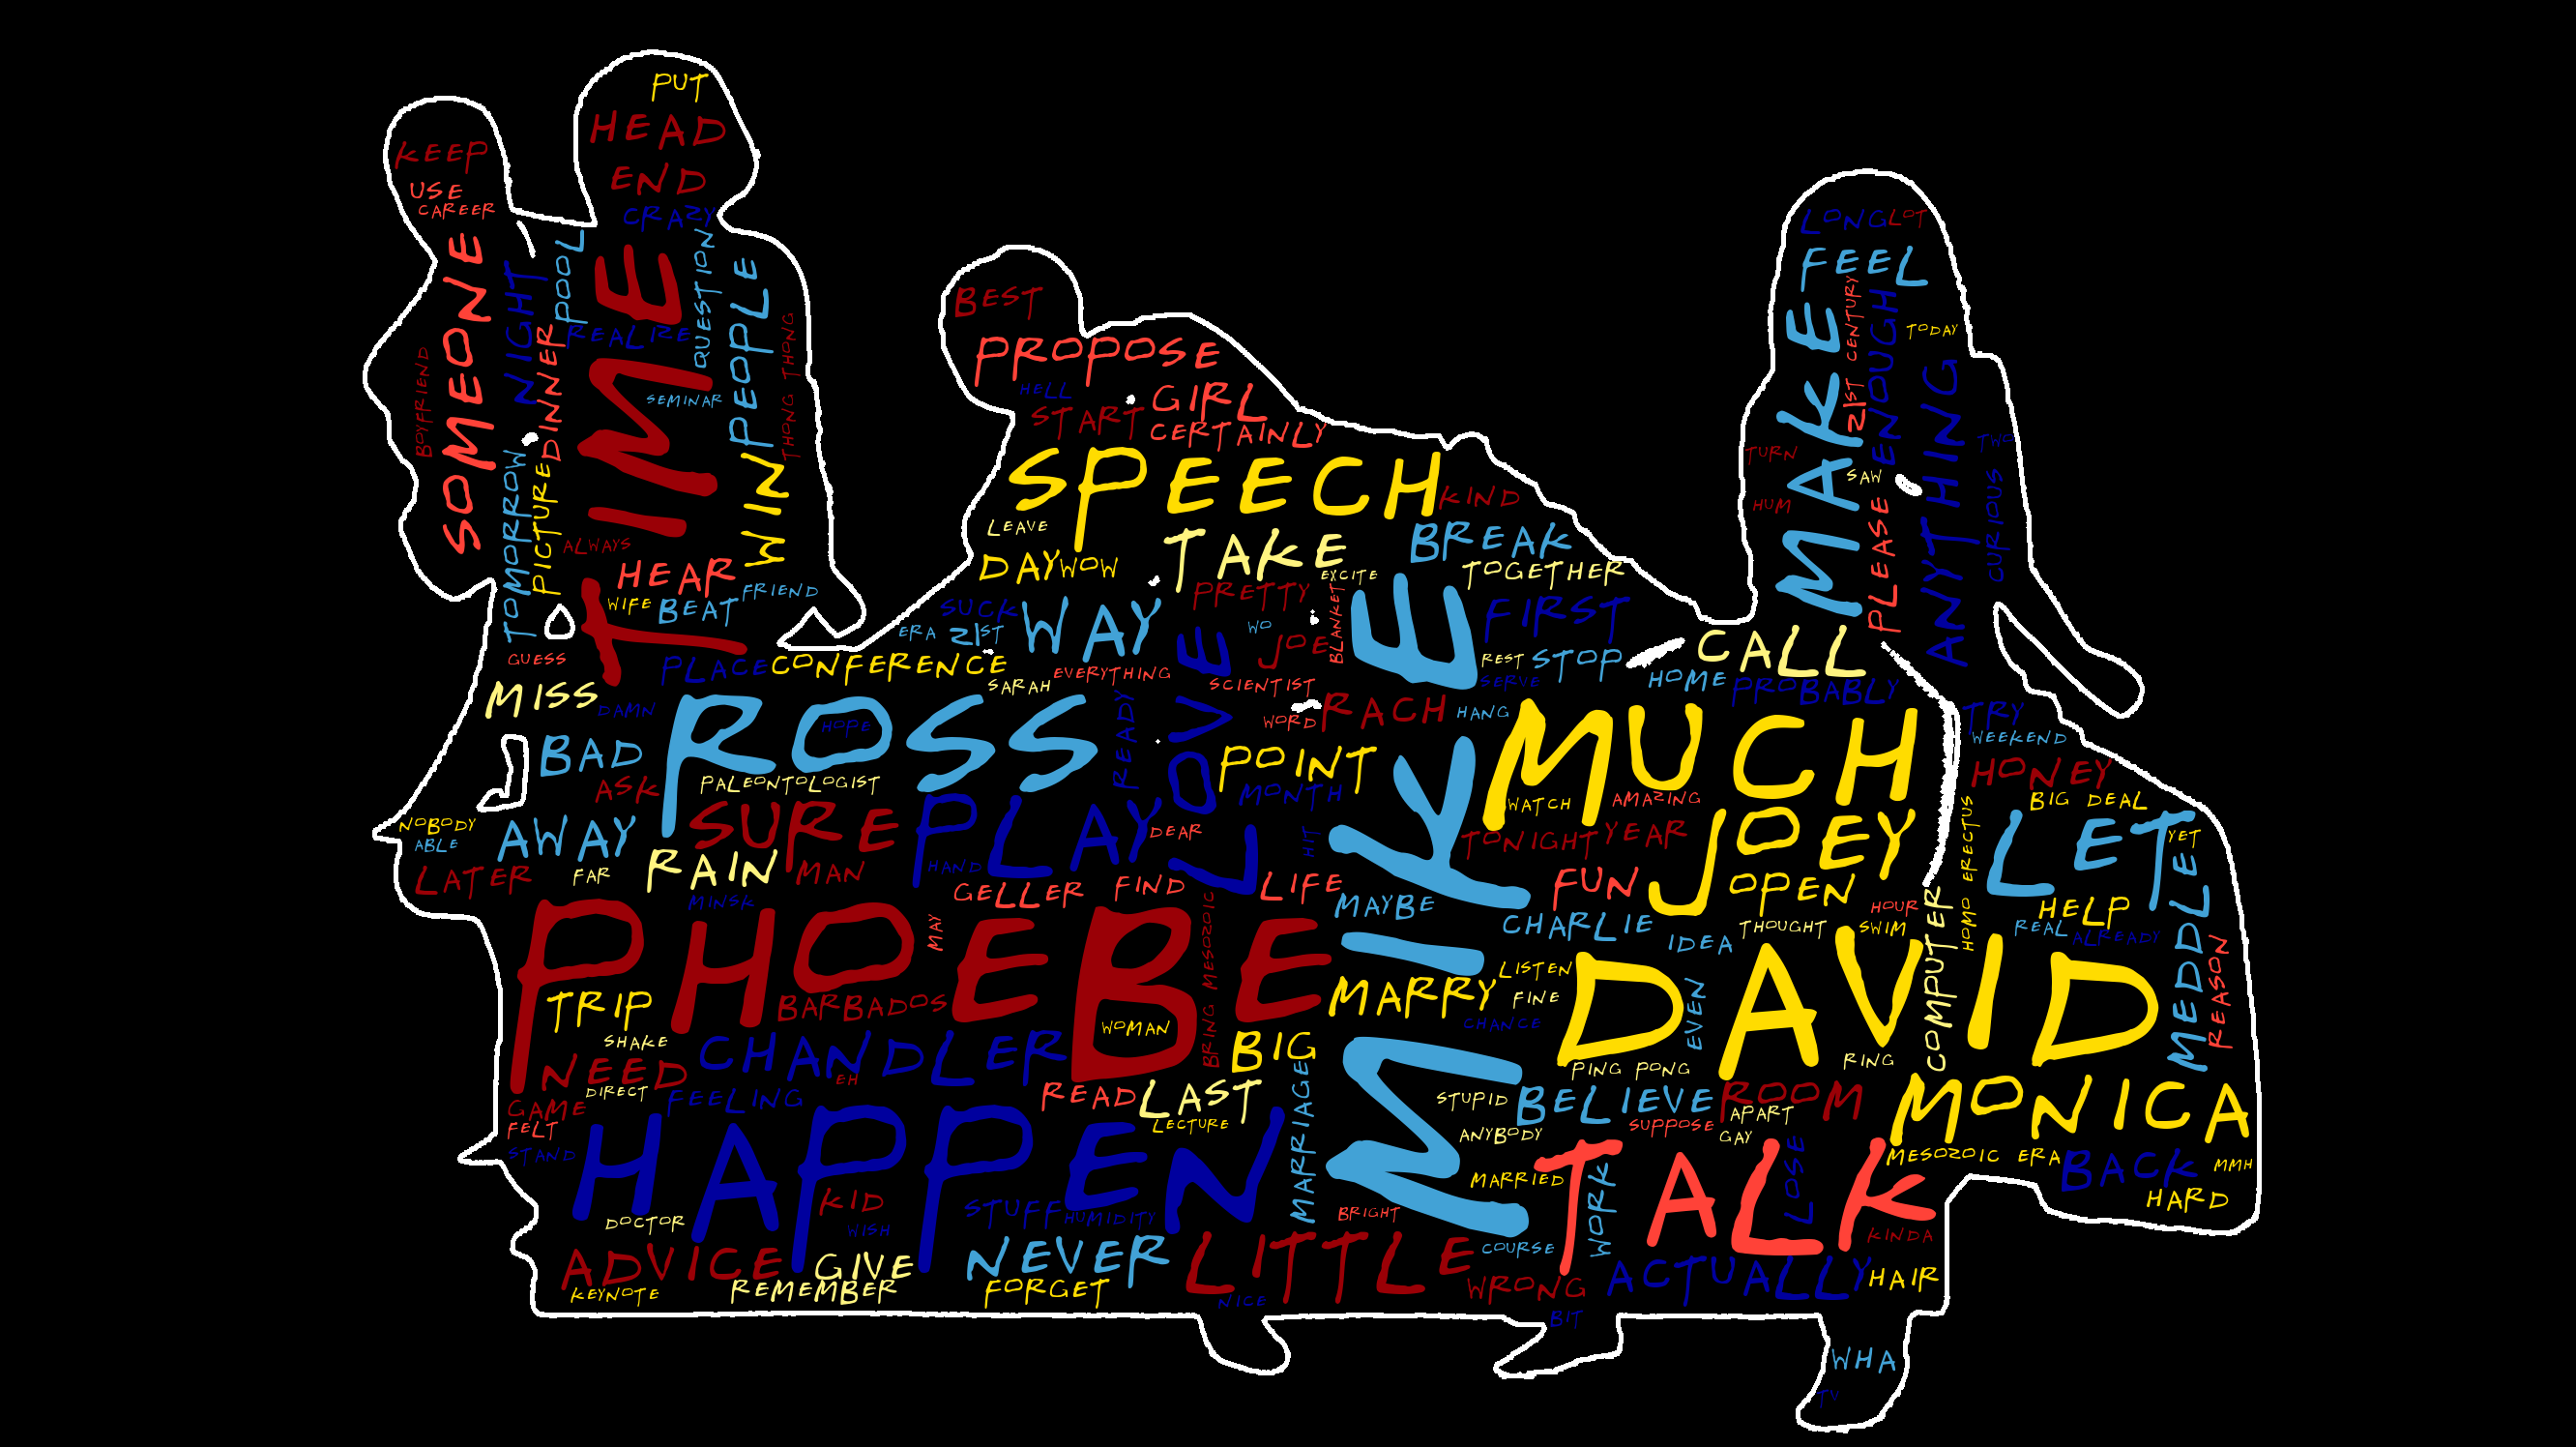 PUT
HEAD
KEEP
END
USE
CAREER
CRAZY
LONG
LOT
SOMEONE
NIGHT
POOL
TIME
QUESTION
PEOPLE
FEEL
BEST
REALIZE
DINNER
THONG THONG
MAKE
21ST CENTURY
ENOUGH
TODAY
BOYFRIEND
PROPOSE
SEMINAR
HELL
GIRL
START
CERTAINLY
ANYTHING
TWO
TURN
TOMORROW
PICTURE
WIN
SPEECH
KIND
SAW
CURIOUS
HUM
PLEASE
LEAVE
ALWAYS
TAKE
BREAK
DAY
WOW
HEAR
EXCITE
TOGETHER
FRIEND
WIFE
BEAT
PRETTY
BLANKET
SUCK
WAY
FIRST
ERA
21ST
WO
JOE
CALL
GUESS
PLACE
CONFERENCE
LOVE
REST
STOP
EVERYTHING
SARAH
SCIENTIST
SERVE
HOME
PROBABLY
MISS
DAMN
ROSS
HOPE
READY
WORD
RACH
HANG
MUCH
TRY
WEEKEND
BAD
POINT
MIKE
HONEY
PALEONTOLOGIST
ASK
MONTH
WATCH
AMAZING
BIG DEAL
NOBODY
ABLE
AWAY
SURE
PLAY
DEAR
HIT
TONIGHT
YEAR
JOEY
HOMO ERECTUS
LET
YET
LATER
FAR
RAIN
MAN
HAND
GELLER
FIND
LIFE
FUN
OPEN
MEDDLE
MINSK
MAYBE
HOUR
HELP
PHOEBE
MAY
BRING
MESOZOIC
CHARLIE
IDEA
THOUGHT
SWIM
COMPUTER
REAL
ALREADY
REASON
TRIP
BARBADOS
WOMAN
MARRY
LISTEN
FINE
CHANCE
DAVID
EVEN
SHAKE
NEED
CHANDLER
EH
BIG
PING PONG
RING
DIRECT
FEELING
READ
LAST
LECTURE
MARRIAGE
STUPID
BELIEVE
ROOM
APART
MONICA
GAME
FELT
ANYBODY
SUPPOSE
GAY
STAND
HAPPEN
MARRIED
TALK
LOSE
MESOZOIC ERA
BACK
MMH
KID
WORK
HARD
DOCTOR
WISH
STUFF
HUMIDITY
BRIGHT
KINDA
ADVICE
GIVE
NEVER
LITTLE
COURSE
KEYNOTE
REMEMBER
FORGET
NICE
WRONG
ACTUALLY
HAIR
BIT
WHA
TV